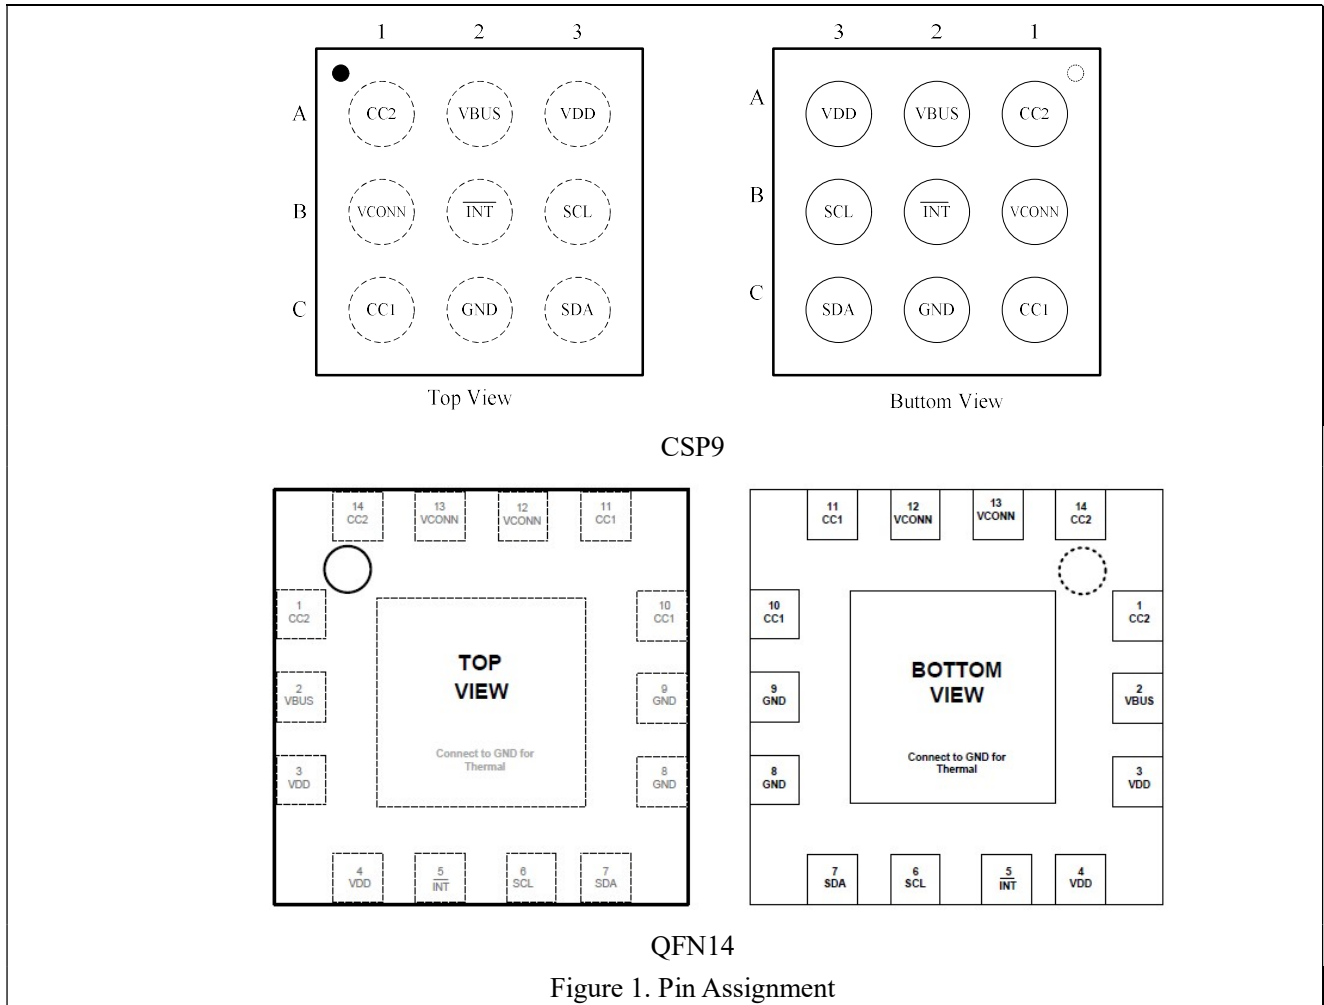 1 2 3
3 2 1
A CC2 VBUS VDD
A VDD VBUS CC2
B VCONN INT SCL
B SCL INT VCONN
C CC1 GND SDA
C SDA GND CC1
Top View
Buttom View
CSP9
14 13 12 11
CC2 VCONN VCONN CC1
1
CC2
10
CC1
TOP
VIEW
2
VBUS
9
GND
Connect to GND for
Thermal
3
VDD
8
GND
4 5 6 7
VDD INT SCL SDA
11 12 13 14
CC1 VCONN VCONN CC2
10
CC1
1
CC2
BOTTOM
VIEW
9
GND
2
VBUS
Connect to GND for
Thermal
8
GND
3
VDD
7 6 5 4
SDA SCL INT VDD
QFN14
Figure 1. Pin Assignment